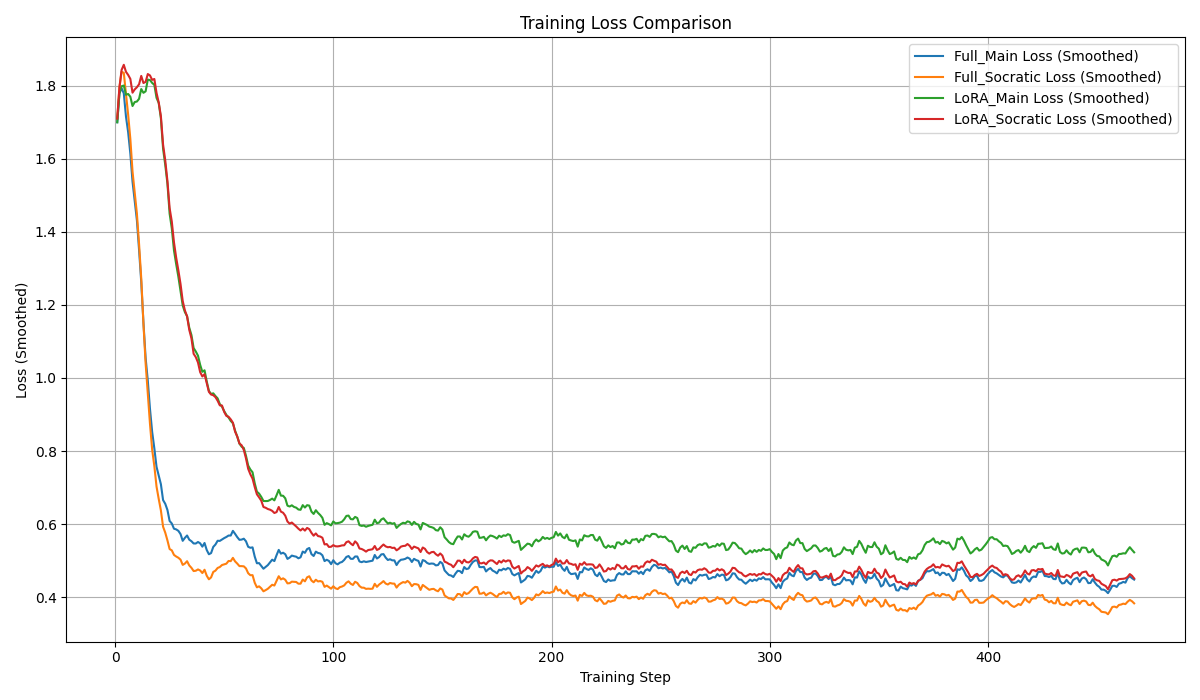 Training Loss Comparison
Full_Main Loss (Smoothed)
Full_Socratic Loss (Smoothed)
LoRA_Main Loss (Smoothed)
LoRA_Socratic Loss (Smoothed)
Loss (Smoothed)
1.8
1.6
1.4
1.2
1.0
0.8
0.6
0.4
0 100 200 300 400
Training Step